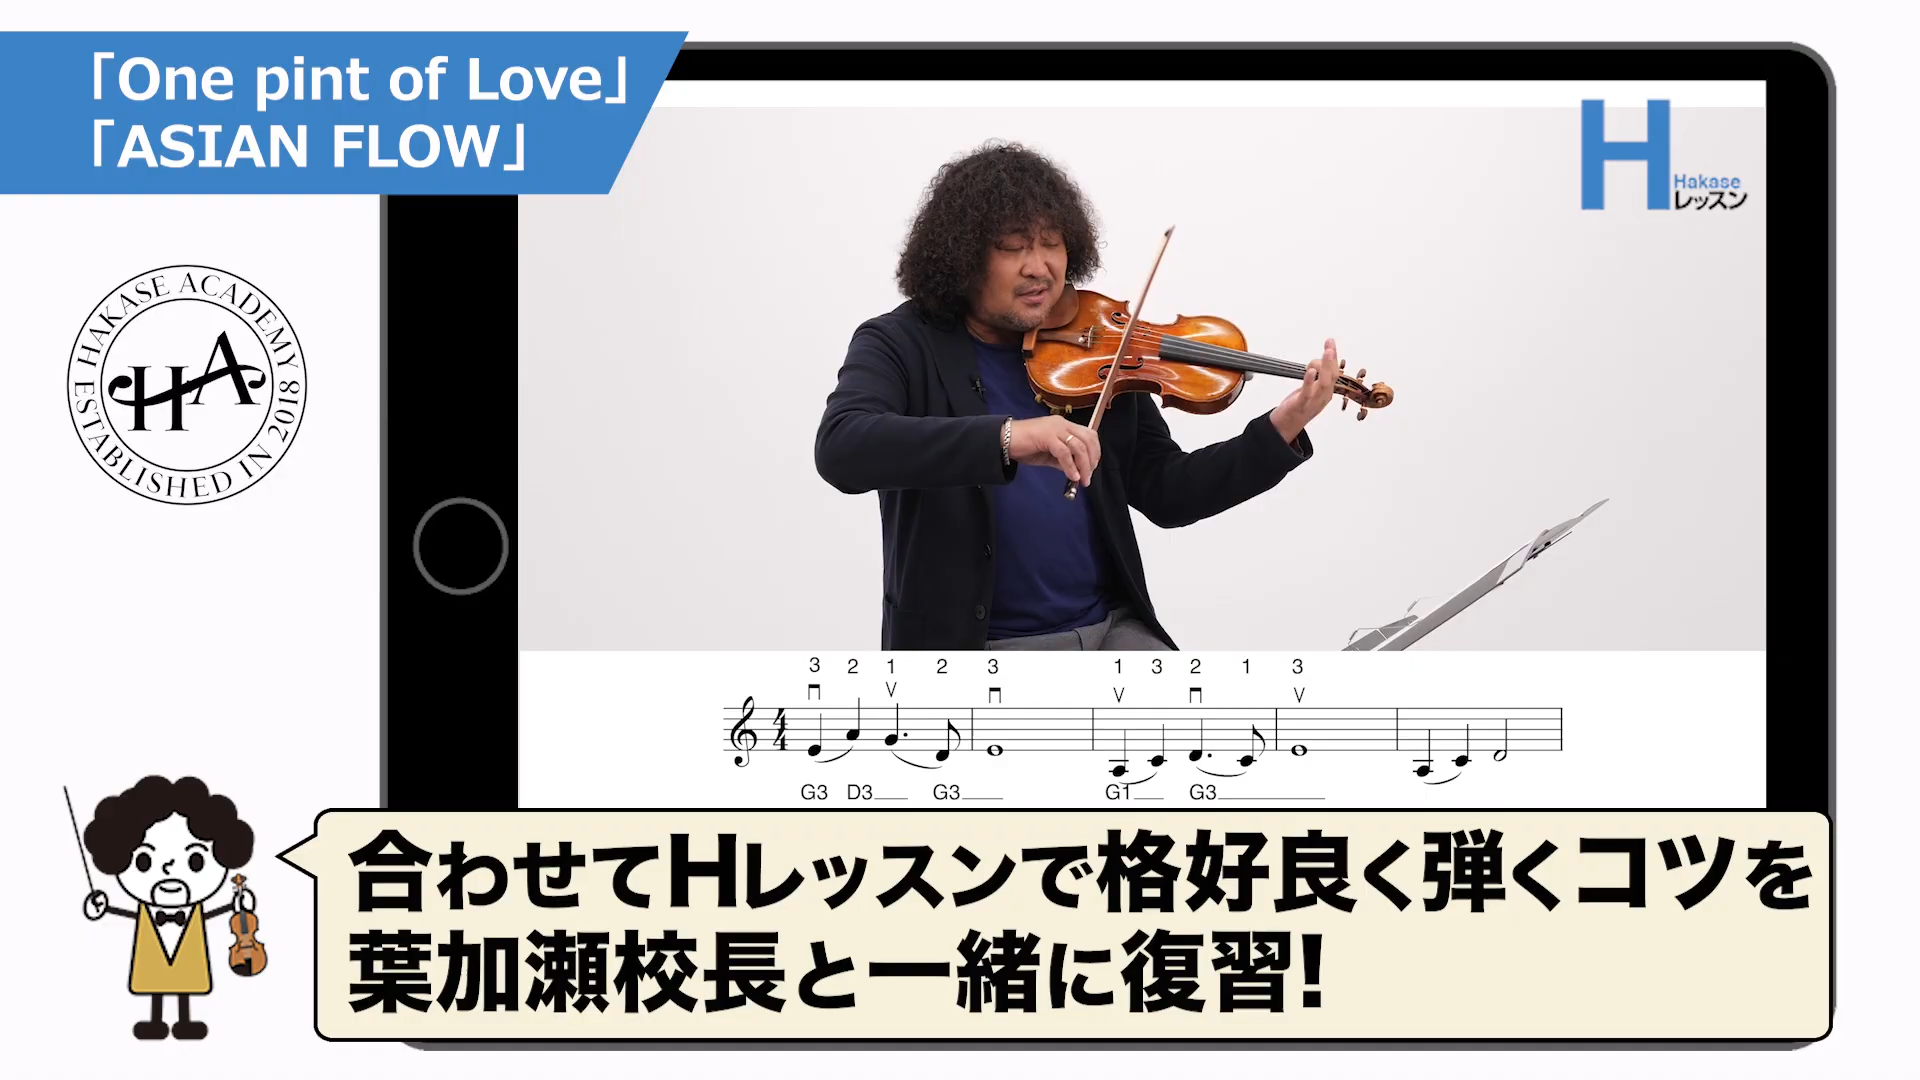 「One pint of Love」
「ASIAN FLOW」
H Hakase
レッスン
HAKASE ACADEMY
HA
ESTABLISHED IN 2018
3 2 1 2 3 1 3 2 1 3
4
4
G3 D3 G3 G1 G3
合わせてHレッスンで格好良く弾くコツを
葉加瀬校長と一緒に復習!